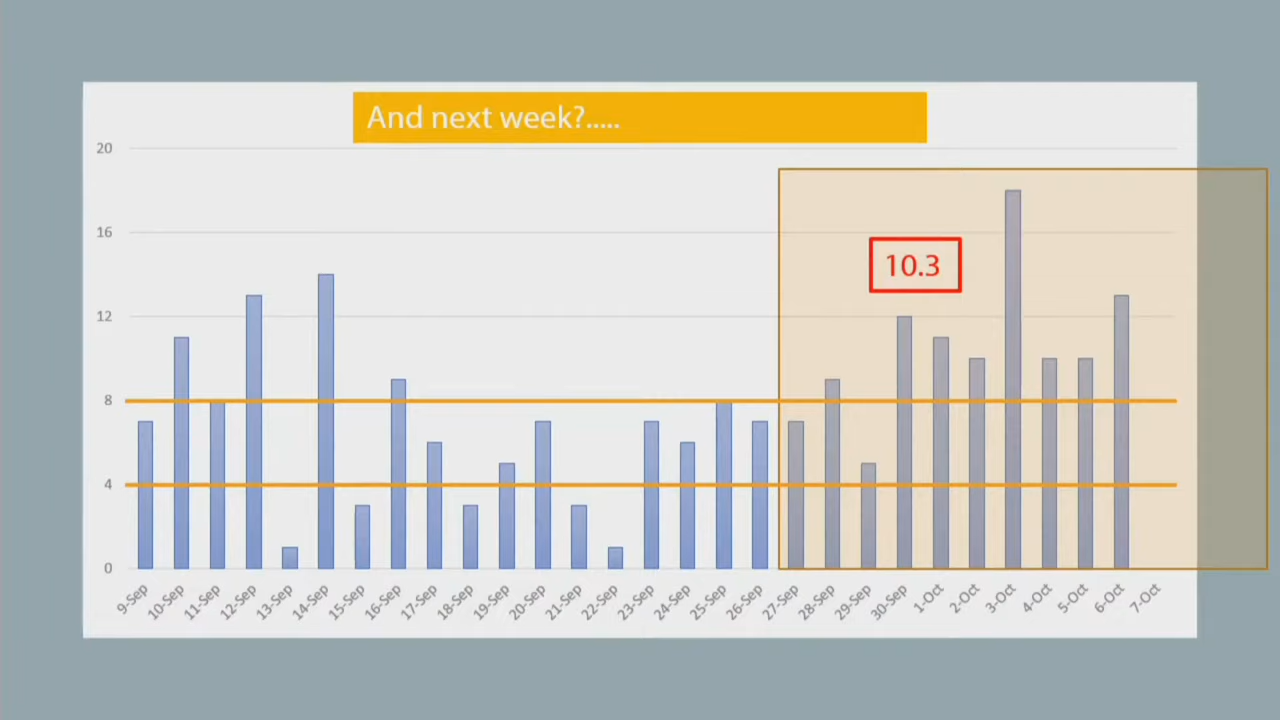 And next week?.....
20
16
10.3
12
8
4
0
9-Sep
10-Sep
11-Sep
12-Sep
13-Sep
14-Sep
15-Sep
16-Sep
17-Sep
18-Sep
19-Sep
20-Sep
21-Sep
22-Sep
23-Sep
24-Sep
25-Sep
26-Sep
27-Sep
28-Sep
29-Sep
30-Sep
1-Oct
2-Oct
3-Oct
4-Oct
5-Oct
6-Oct
7-Oct